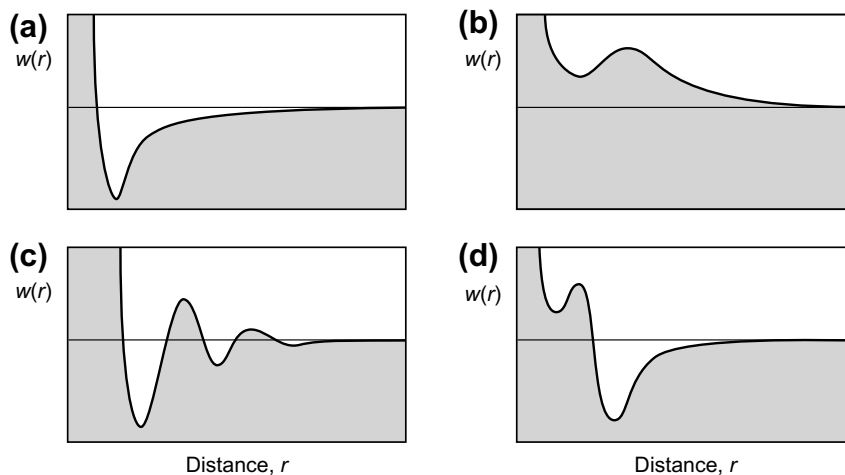 (a)
w(r)
(b)
w(r)
(c)
w(r)
Distance, r
(d)
w(r)
Distance, r